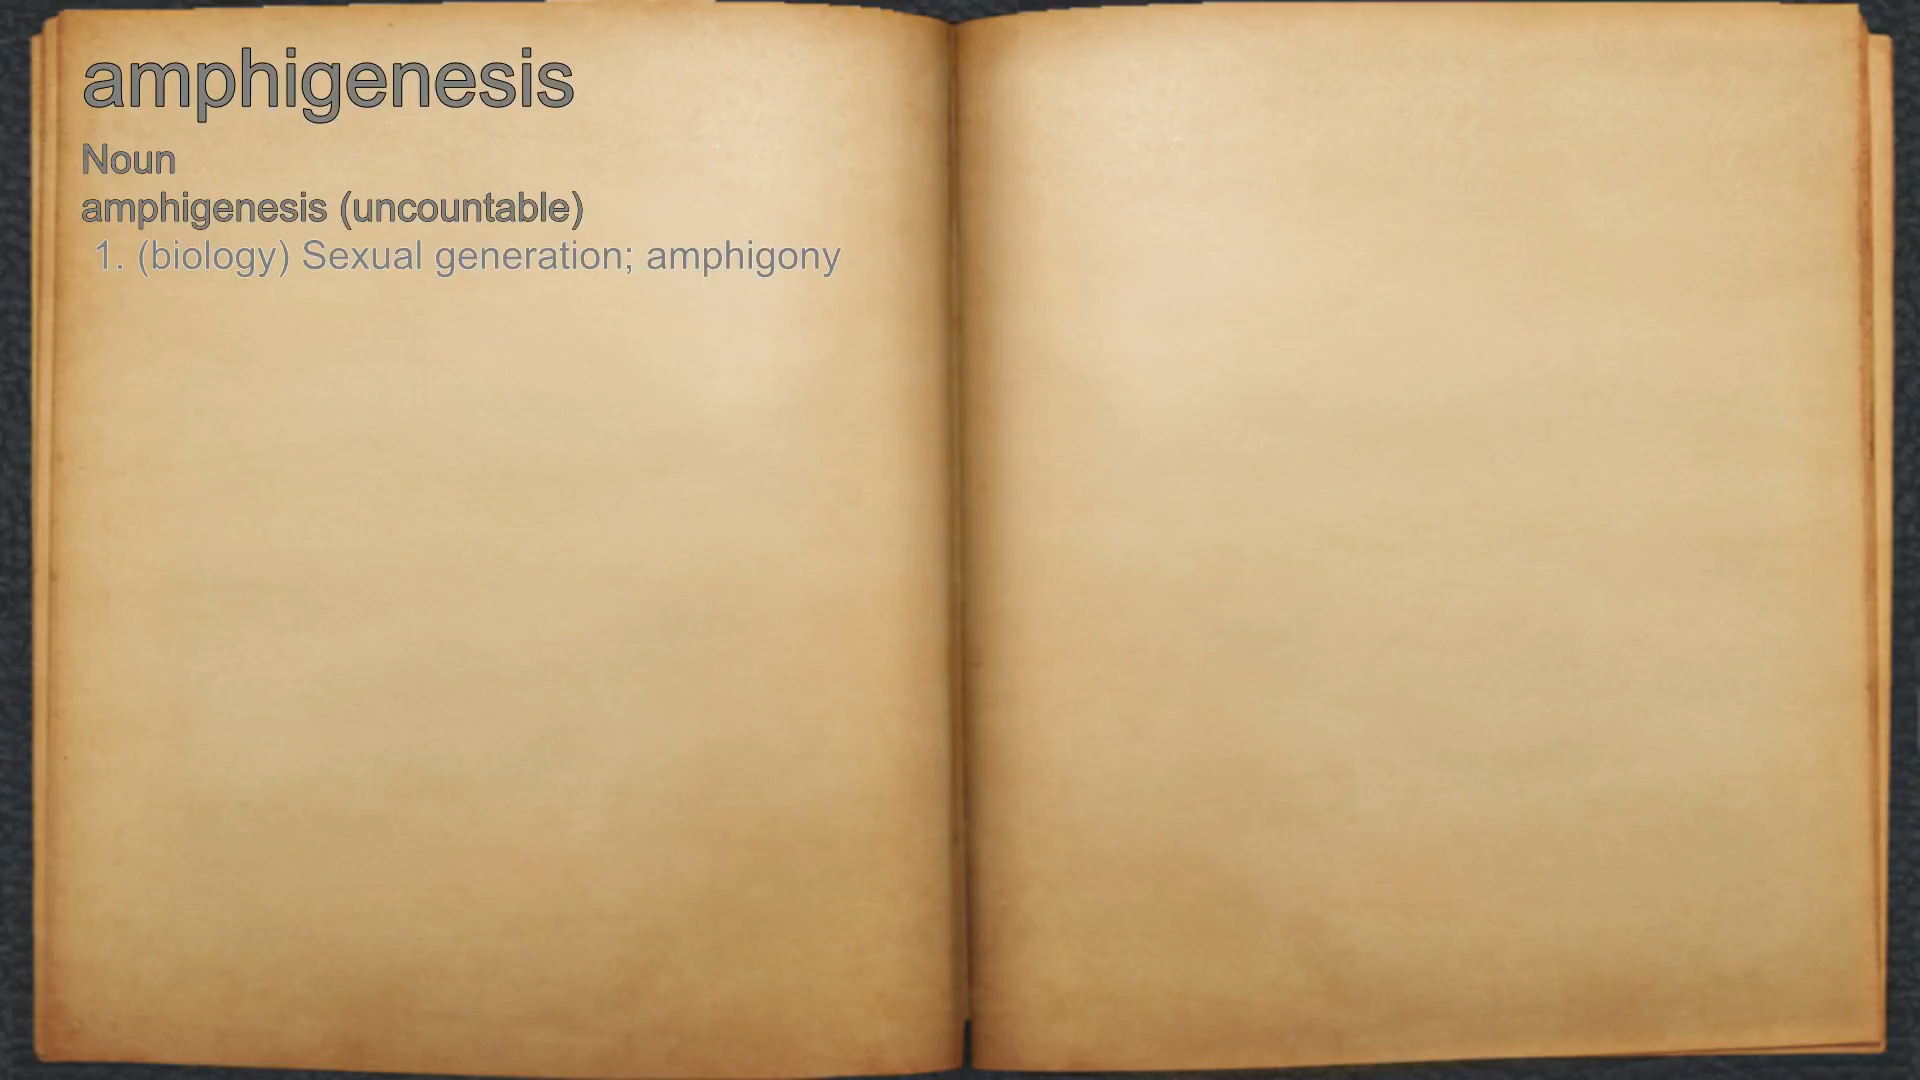 amphigenesis
Noun
amphigenesis (uncountable)
1. (biology) Sexual generation; amphigony